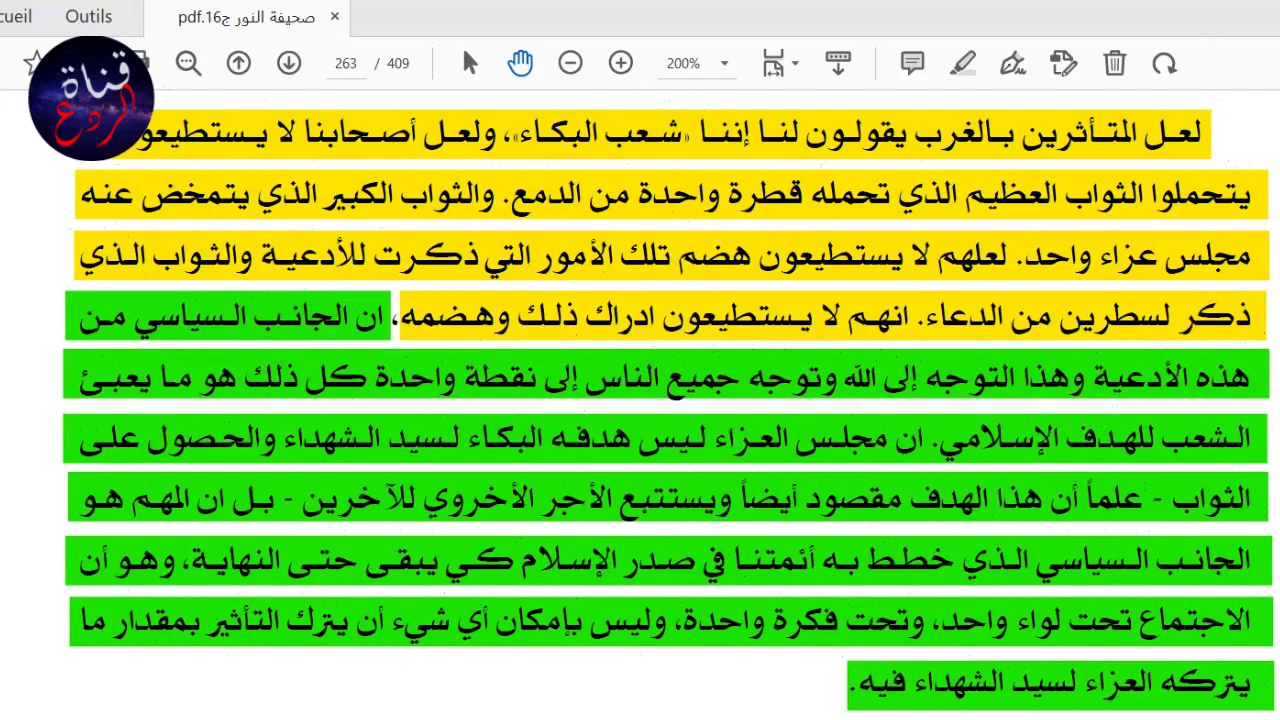 cueil Outils صحيفة النور ج16.pdf ×
263 / 409 200%
قناة الردع
لعل المتأثرين بالغرب يقولون لنا إننا «شعب البكاء»، ولعل أصحابنا لا يستطيعو
يتحملوا الثواب العظيم الذي تحمله قطرة واحدة من الدمع. والثواب الكبير الذي يتمخض عنه
مجلس عزاء واحد. لعلهم لا يستطيعون هضم تلك الأمور التي ذكرت للأدعية والثواب الذي
ذكر لسطرين من الدعاء. انهم لا يستطيعون ادراك ذلك وهضمه، ان الجانب السياسي من
هذه الأدعية وهذا التوجه إلى الله وتوجه جميع الناس إلى نقطة واحدة كل ذلك هو ما يعبئ
الشعب للهدف الإسلامي. ان مجلس العزاء ليس هدفه البكاء لسيد الشهداء والحصول على
الثواب - علماً أن هذا الهدف مقصود أيضاً ويستتبع الأجر الأخروي للآخرين - بل ان المهم هو
الجانب السياسي الذي خطط به أئمتنا في صدر الإسلام كي يبقى حتى النهاية، وهو أن
الاجتماع تحت لواء واحد، وتحت فكرة واحدة، وليس بإمكان أي شيء أن يترك التأثير بمقدار ما
يتركه العزاء لسيد الشهداء فيه.